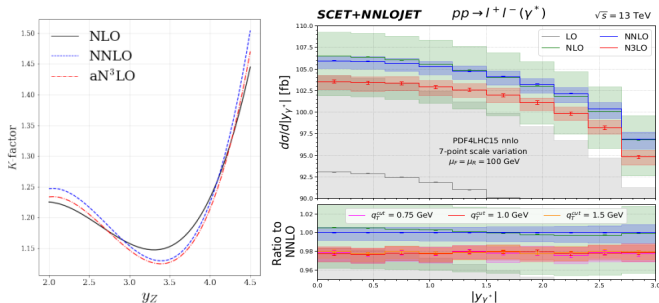 NLO
NNLO
aN³LO
1.50
1.45
1.40
1.35
1.30
1.25
1.20
1.15
K factor
2.0 2.5 3.0 3.5 4.0 4.5
y_Z
SCET+NNLOJET pp → l⁺l⁻(γ*) √s = 13 TeV
LO NNLO
NLO N3LO
110.0
107.5
105.0
102.5
100.0
97.5
95.0
92.5
90.0
dσ/d|y_γ*| [fb]
PDF4LHC15 nnlo
7-point scale variation
μ_F = μ_R = 100 GeV
q_T^cut = 0.75 GeV q_T^cut = 1.0 GeV q_T^cut = 1.5 GeV
1.02
1.00
0.98
0.96
Ratio to
NNLO
0.0 0.5 1.0 1.5 2.0 2.5 3.0
|y_γ*|